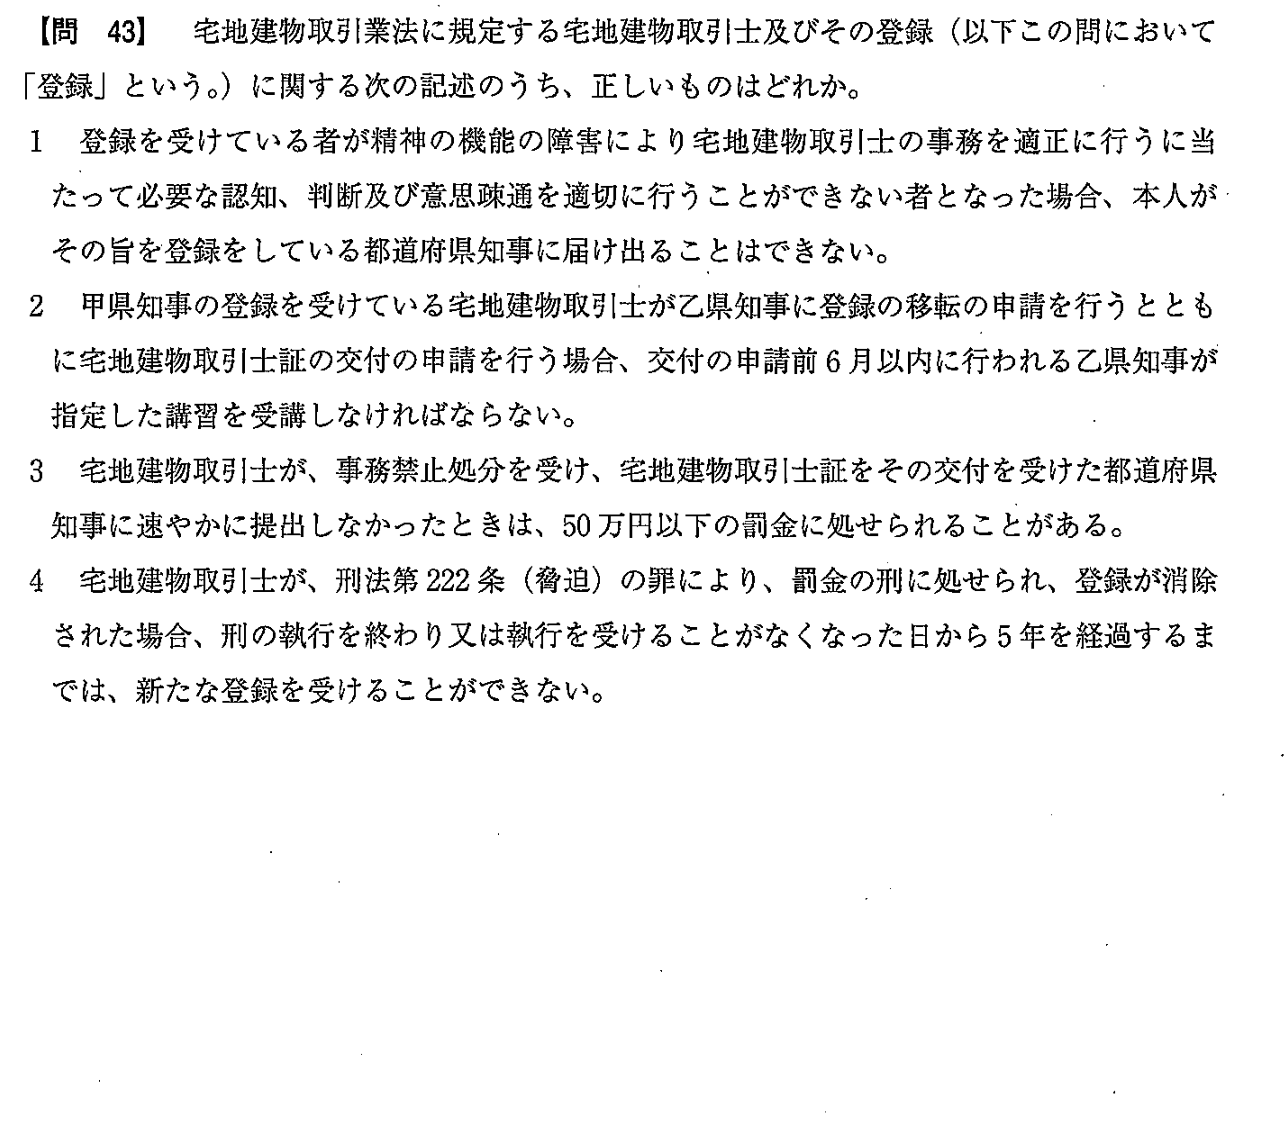 【問　43】　宅地建物取引業法に規定する宅地建物取引士及びその登録（以下この問において
「登録」という。）に関する次の記述のうち、正しいものはどれか。
1　登録を受けている者が精神の機能の障害により宅地建物取引士の事務を適正に行うに当
たって必要な認知、判断及び意思疎通を適切に行うことができない者となった場合、本人が
その旨を登録をしている都道府県知事に届け出ることはできない。
2　甲県知事の登録を受けている宅地建物取引士が乙県知事に登録の移転の申請を行うととも
に宅地建物取引士証の交付の申請を行う場合、交付の申請前6月以内に行われる乙県知事が
指定した講習を受講しなければならない。
3　宅地建物取引士が、事務禁止処分を受け、宅地建物取引士証をその交付を受けた都道府県
知事に速やかに提出しなかったときは、50万円以下の罰金に処せられることがある。
4　宅地建物取引士が、刑法第222条（脅迫）の罪により、罰金の刑に処せられ、登録が消除
された場合、刑の執行を終わり又は執行を受けることがなくなった日から5年を経過するま
では、新たな登録を受けることができない。